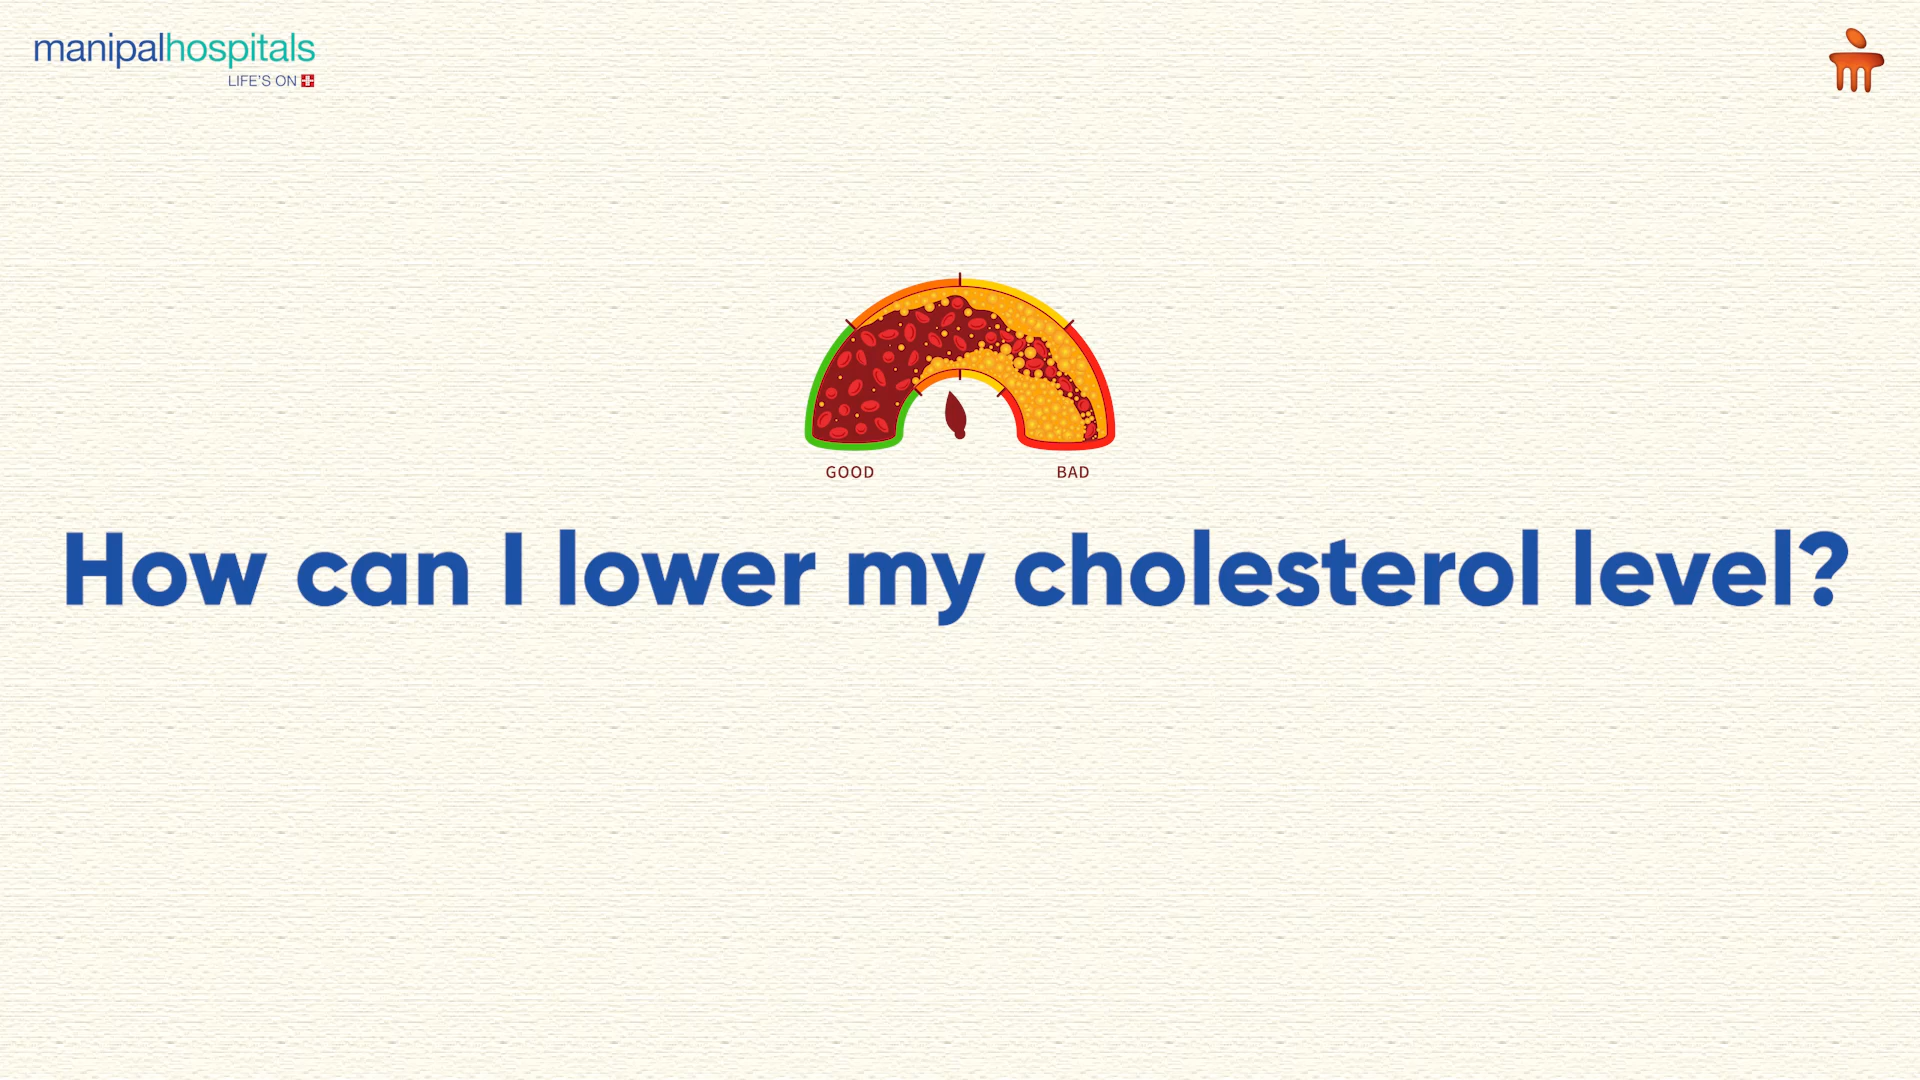 manipalhospitals
LIFE'S ON
GOOD
BAD
How can I lower my cholesterol level?